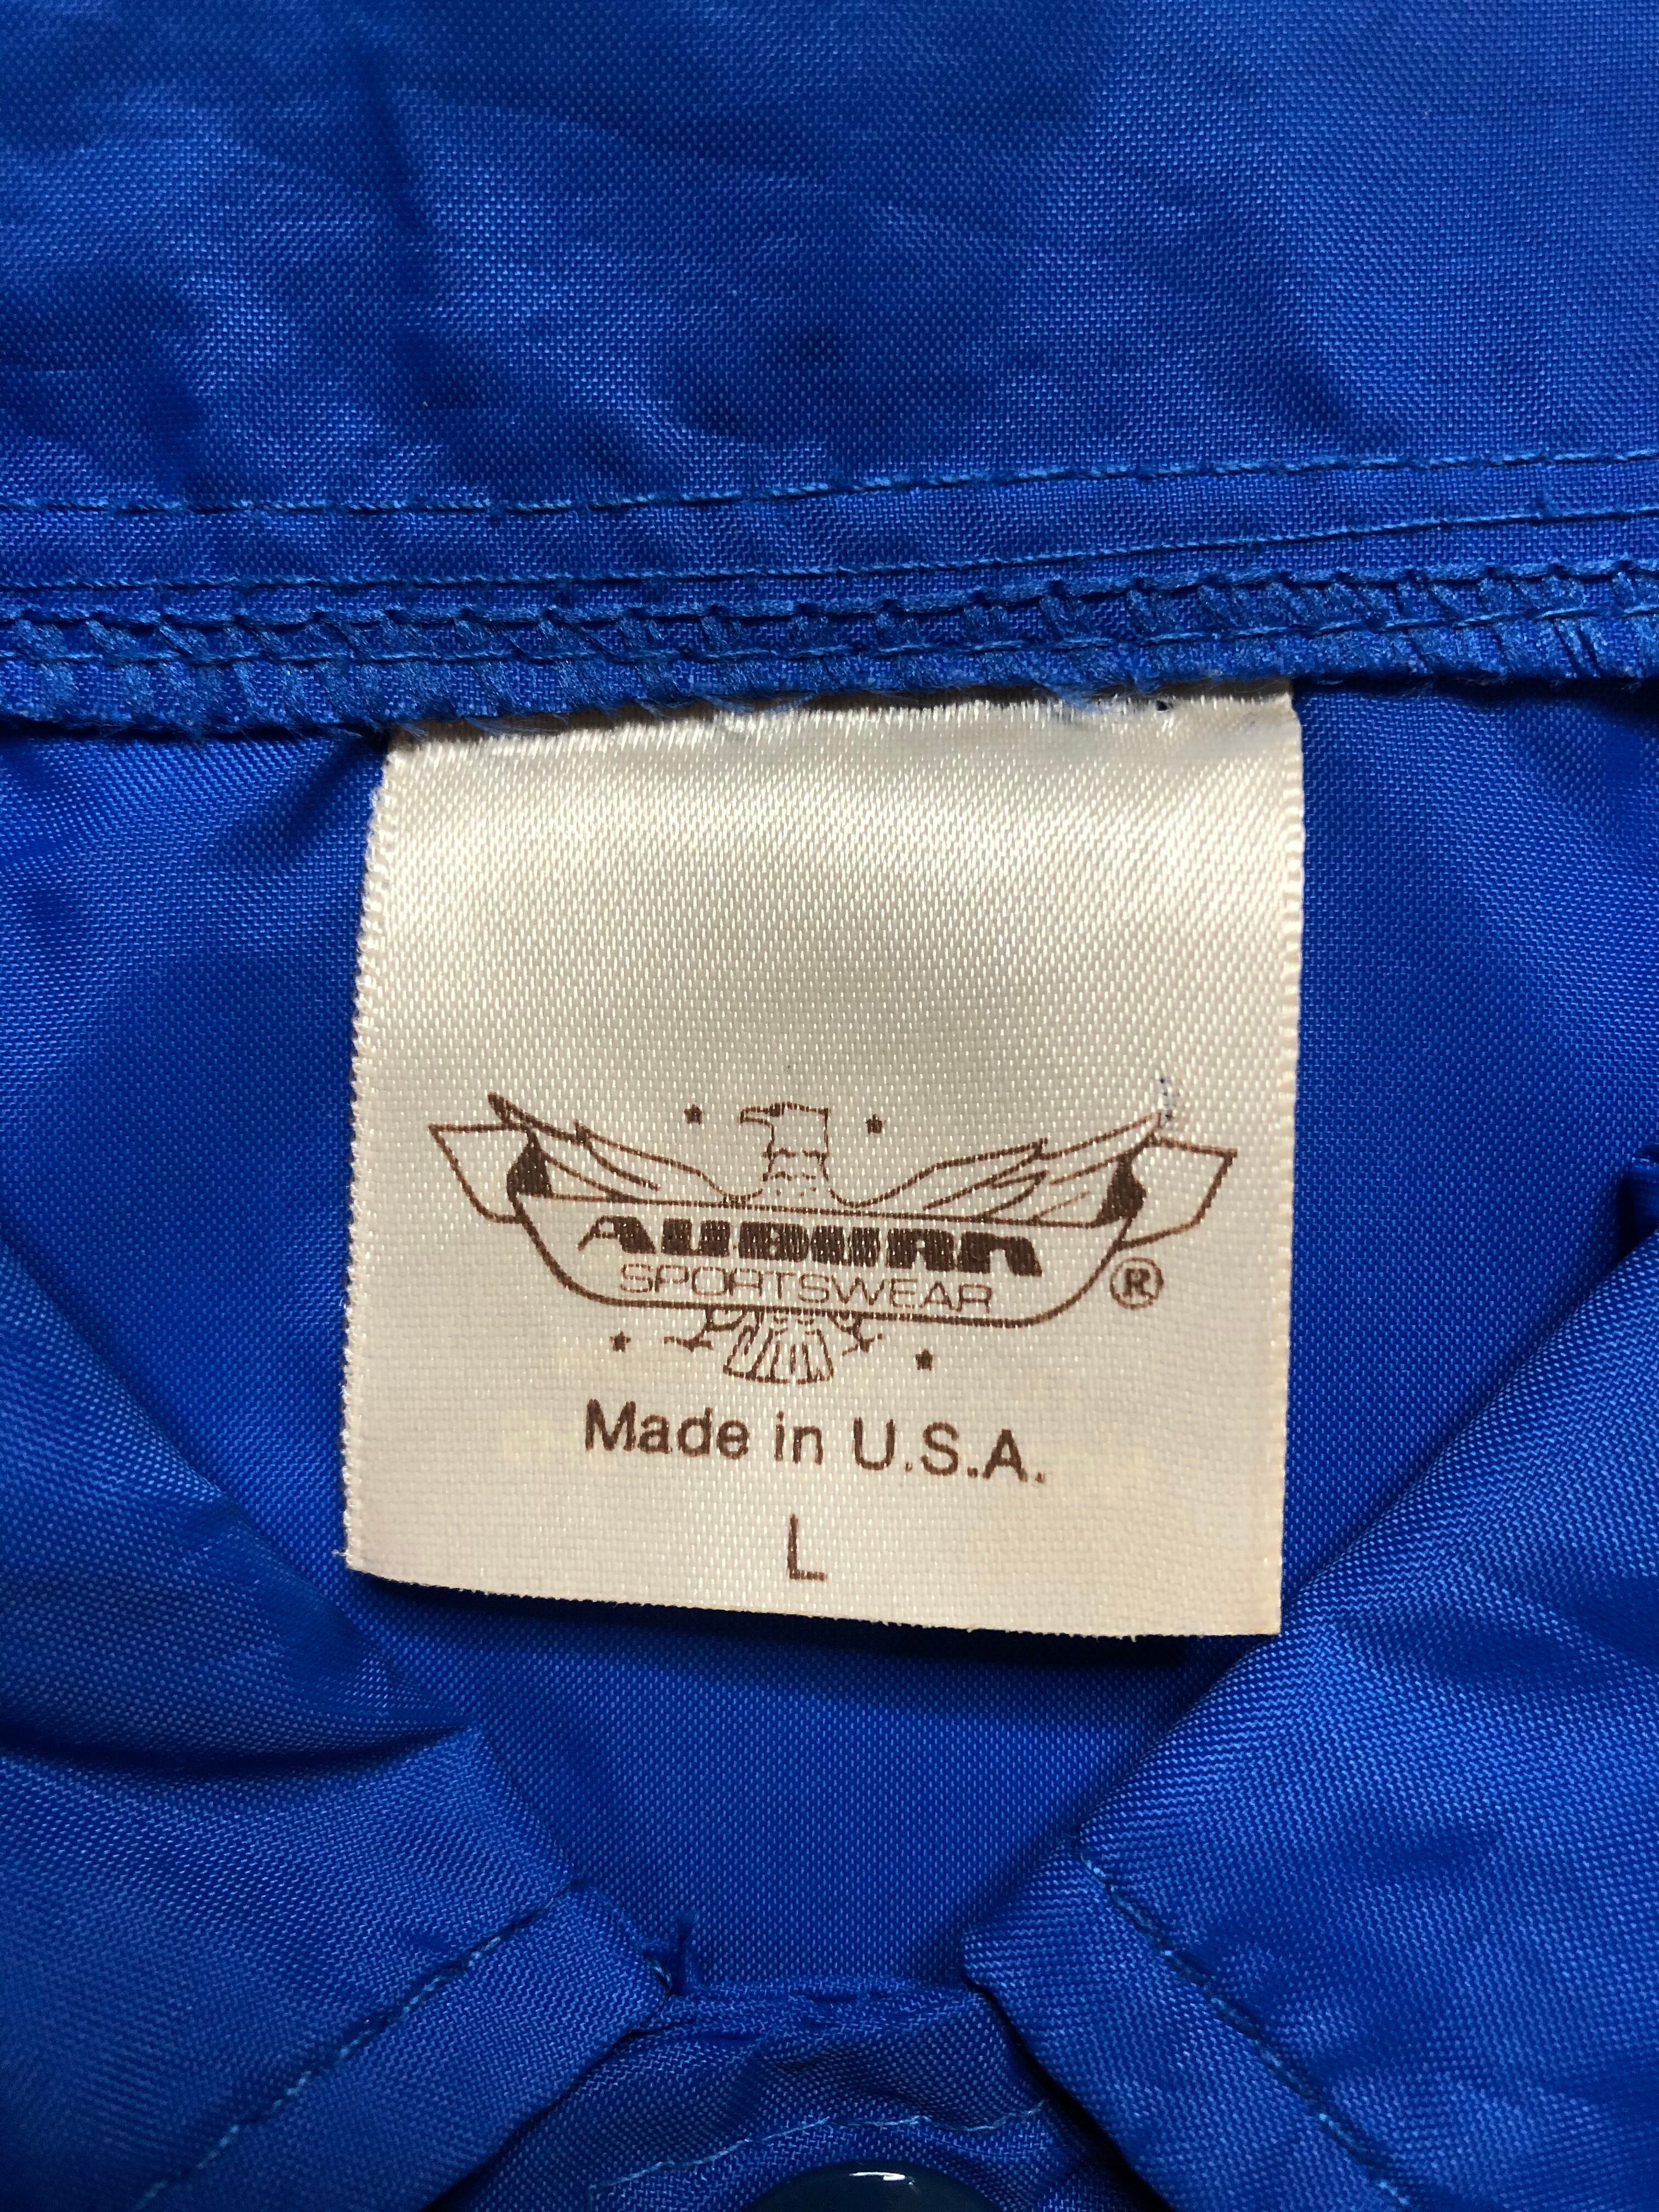 AUBURN
SPORTSWEAR ®
Made in U.S.A.
L